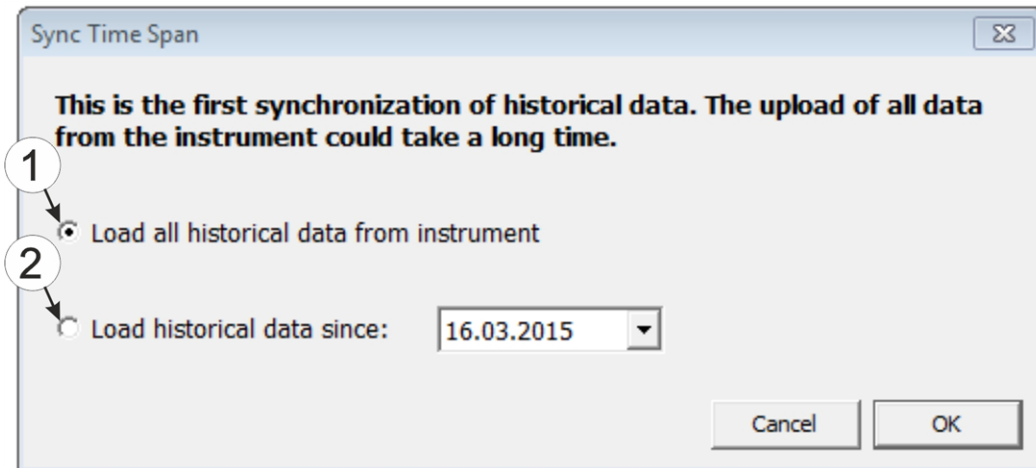 Sync Time Span
This is the first synchronization of historical data. The upload of all data
from the instrument could take a long time.
1
Load all historical data from instrument
2
Load historical data since: 16.03.2015
Cancel OK